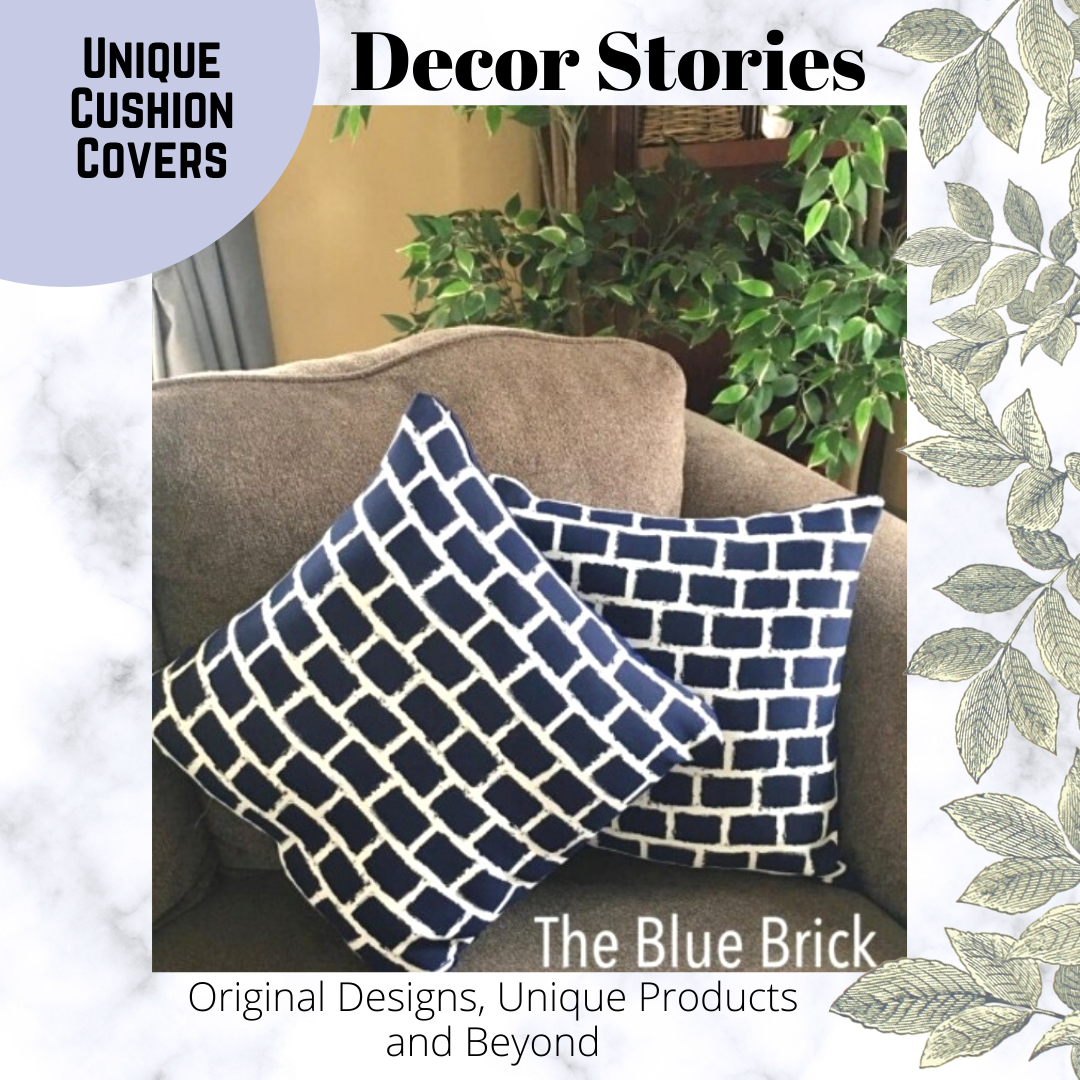 Unique
Cushion
Covers
Decor Stories
The Blue Brick
Original Designs, Unique Products
and Beyond